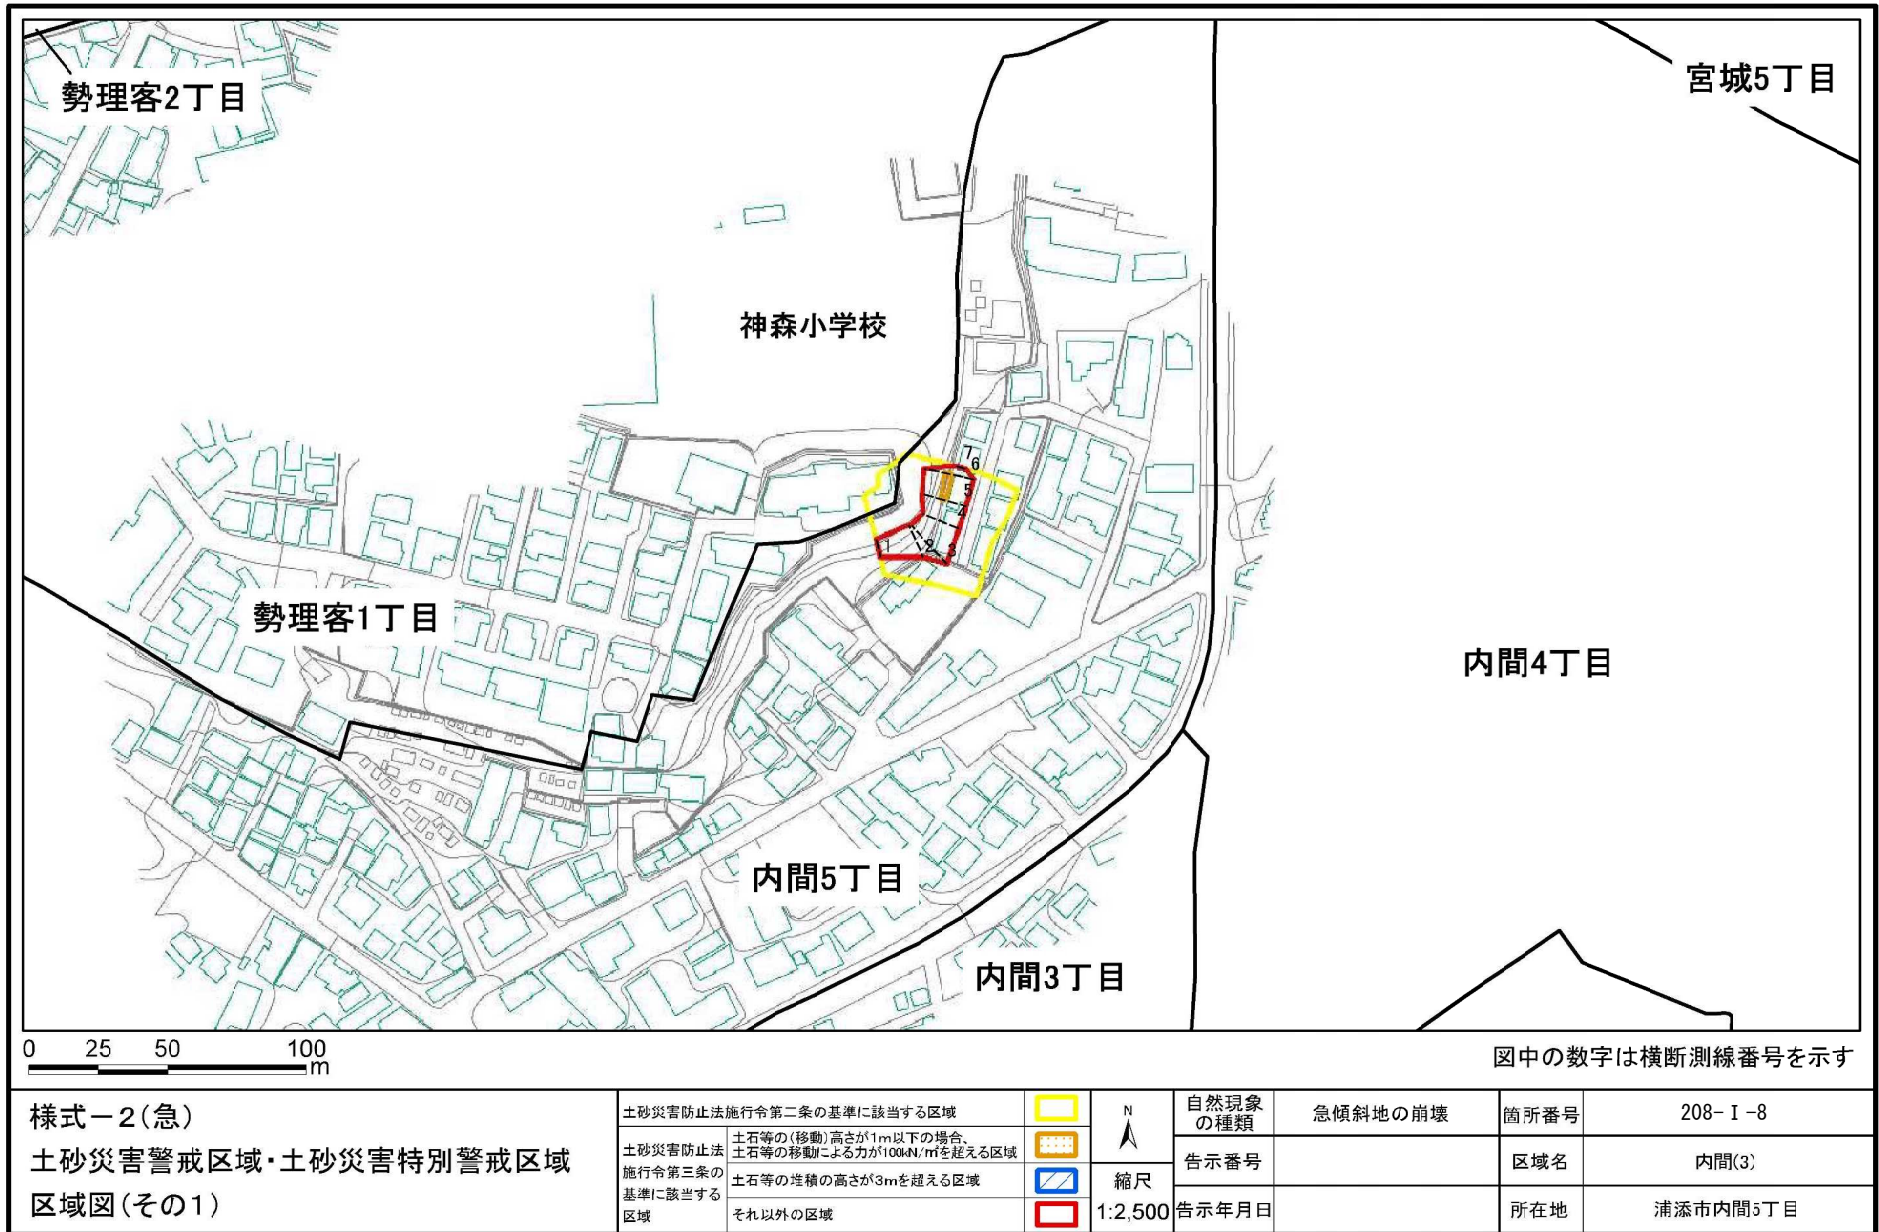 勢理客2丁目
宮城5丁目
神森小学校
7
6
5
4
1
2
3
勢理客1丁目
内間4丁目
内間5丁目
内間3丁目
0 25 50 100
m
図中の数字は横断測線番号を示す
様式－2(急)
土砂災害警戒区域・土砂災害特別警戒区域
区域図(その1)
土砂災害防止法施行令第二条の基準に該当する区域
土砂災害防止法
施行令第三条の
基準に該当する
区域
土石等の(移動)高さが1m以下の場合、
土石等の移動による力が100kN/㎡を超える区域
土石等の堆積の高さが3mを超える区域
それ以外の区域
N
縮尺
1:2,500
自然現象
の種類
急傾斜地の崩壊
箇所番号
208-Ⅰ-8
告示番号
区域名
内間(3)
告示年月日
所在地
浦添市内間5丁目